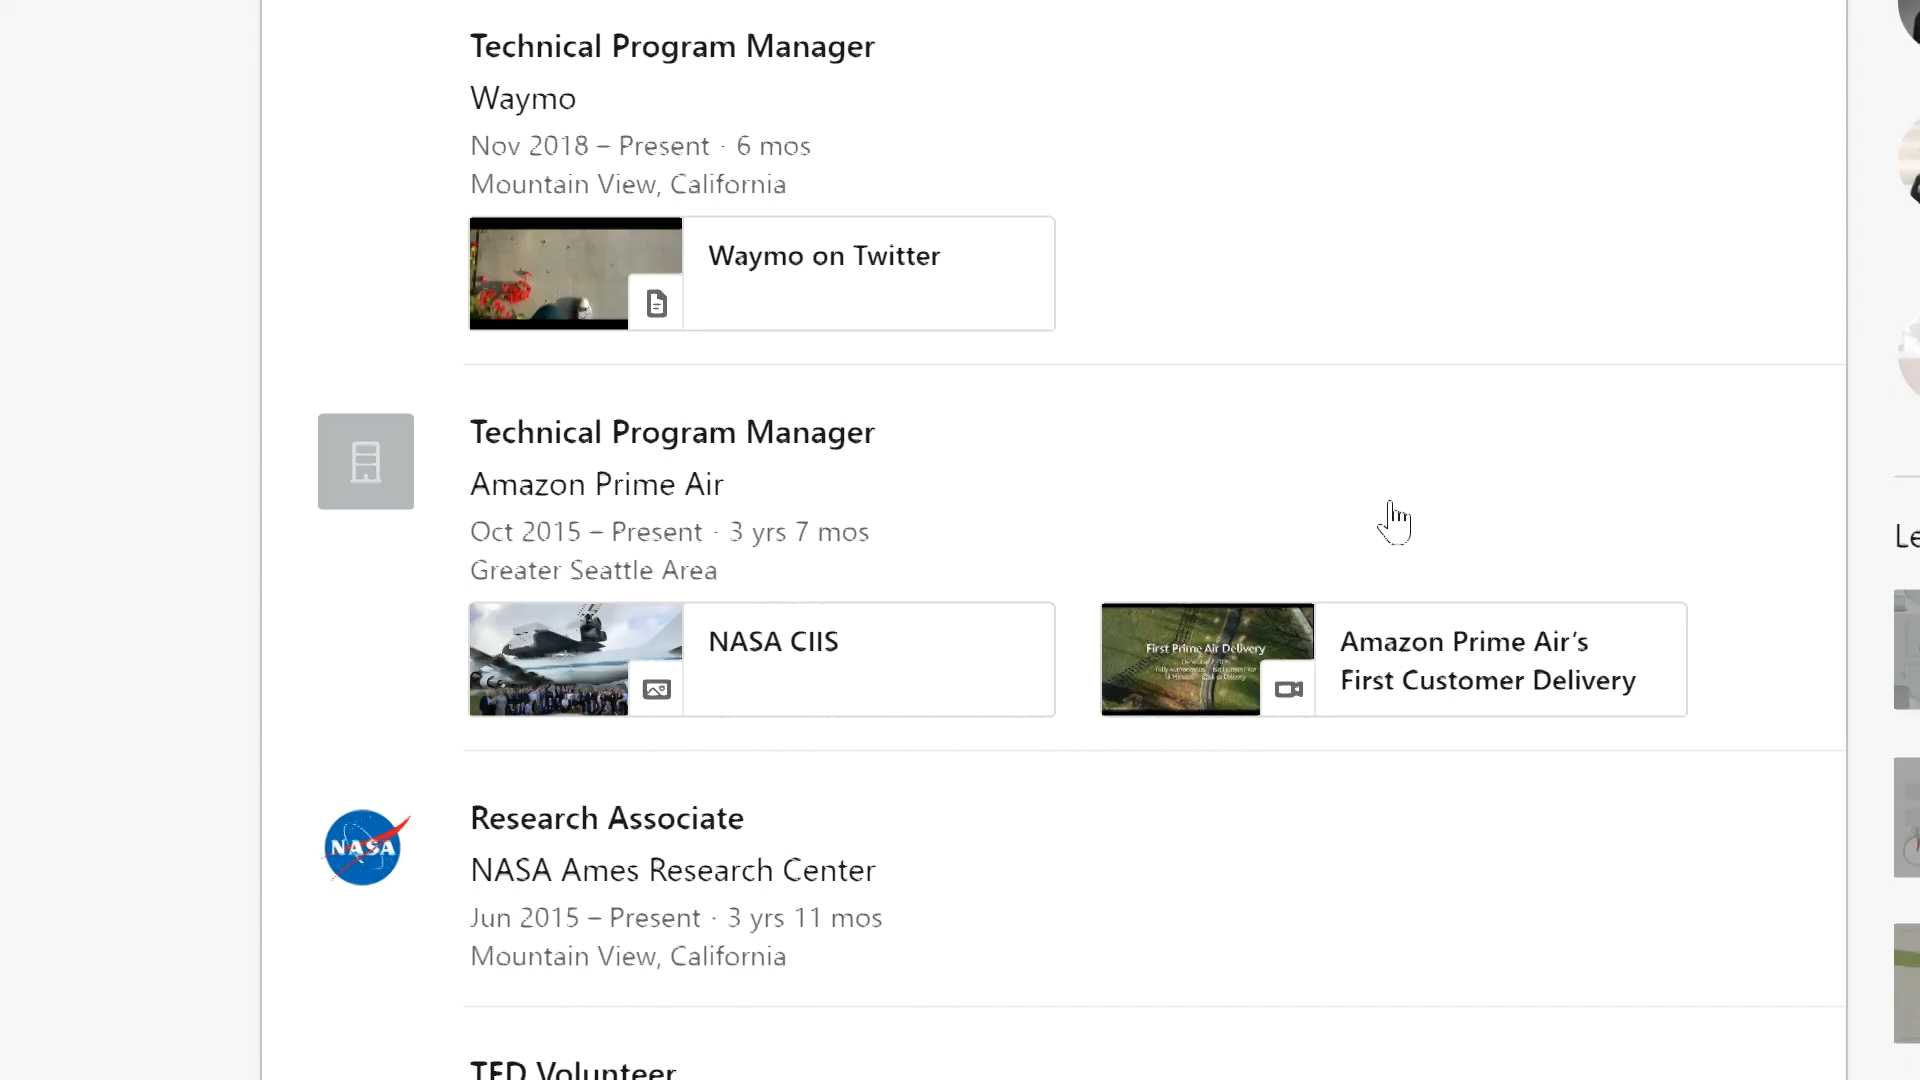 Technical Program Manager
Waymo
Nov 2018 – Present · 6 mos
Mountain View, California
Waymo on Twitter
Technical Program Manager
Amazon Prime Air
Oct 2015 – Present · 3 yrs 7 mos
Greater Seattle Area
NASA CIIS
First Prime Air Delivery
Amazon Prime Air’s
First Customer Delivery
Le
NASA
Research Associate
NASA Ames Research Center
Jun 2015 – Present · 3 yrs 11 mos
Mountain View, California
TED Volunteer